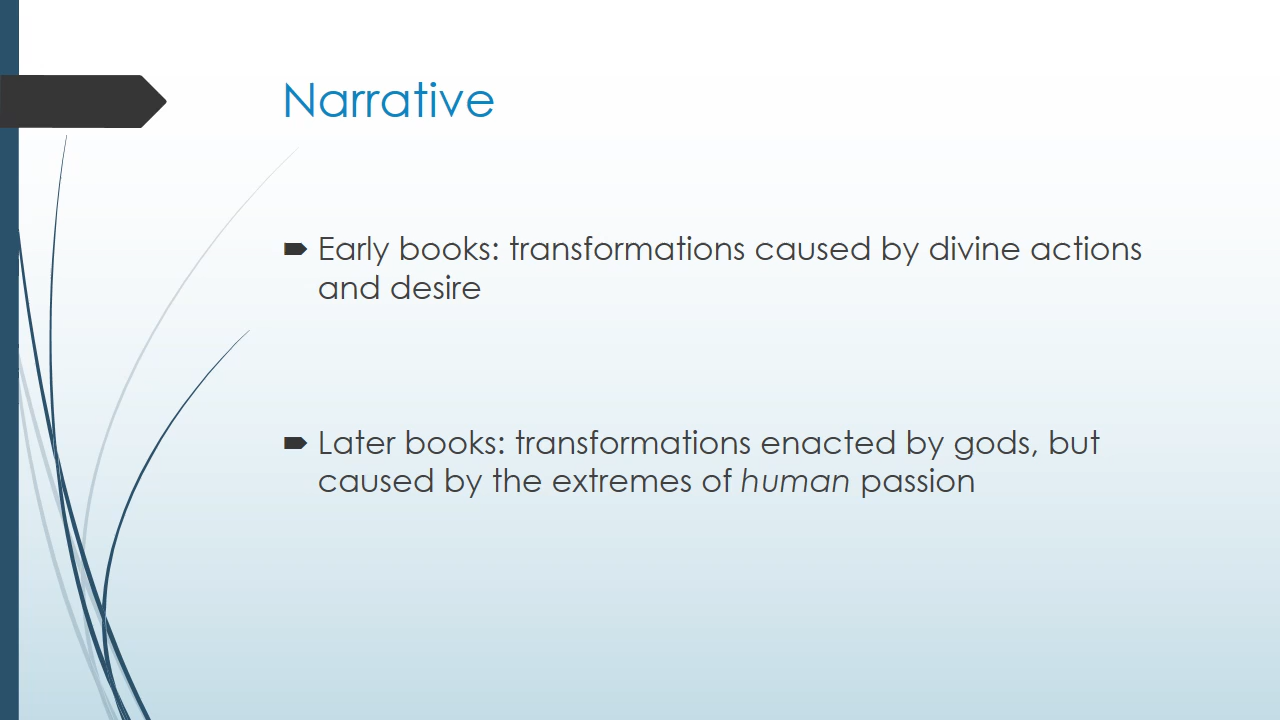 Narrative
Early books: transformations caused by divine actions
and desire
Later books: transformations enacted by gods, but
caused by the extremes of human passion